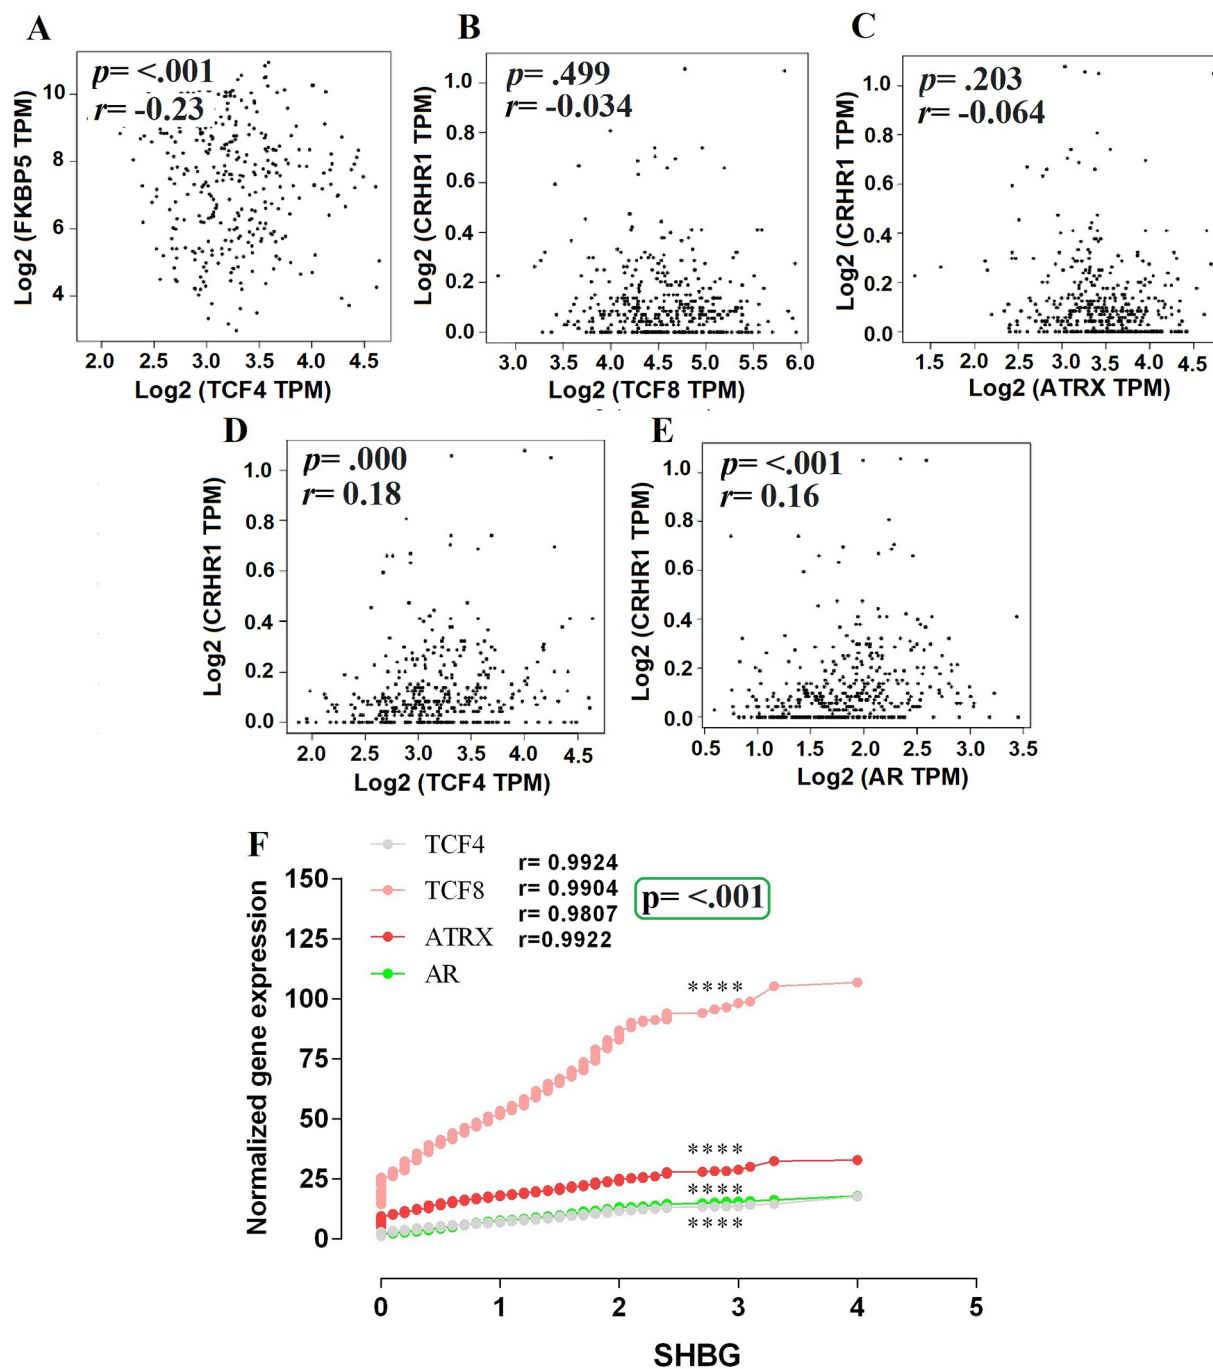 A
p= <.001
r= -0.23
Log2 (FKBP5 TPM)
10
8
6
4
2.0 2.5 3.0 3.5 4.0 4.5
Log2 (TCF4 TPM)
B
p= .499
r= -0.034
Log2 (CRHR1 TPM)
1.0
0.8
0.6
0.4
0.2
0.0
3.0 3.5 4.0 4.5 5.0 5.5 6.0
Log2 (TCF8 TPM)
C
p= .203
r= -0.064
Log2 (CRHR1 TPM)
1.0
0.8
0.6
0.4
0.2
0.0
1.5 2.0 2.5 3.0 3.5 4.0 4.5
Log2 (ATRX TPM)
D
p= .000
r= 0.18
Log2 (CRHR1 TPM)
1.0
0.8
0.6
0.4
0.2
0.0
2.0 2.5 3.0 3.5 4.0 4.5
Log2 (TCF4 TPM)
E
p= <.001
r= 0.16
Log2 (CRHR1 TPM)
1.0
0.8
0.6
0.4
0.2
0.0
0.5 1.0 1.5 2.0 2.5 3.0 3.5
Log2 (AR TPM)
F
TCF4
TCF8
ATRX
AR
r= 0.9924
r= 0.9904
r= 0.9807
r=0.9922
p= <.001
Normalized gene expression
150
125
100
75
50
25
0
****
****
****
****
0 1 2 3 4 5
SHBG